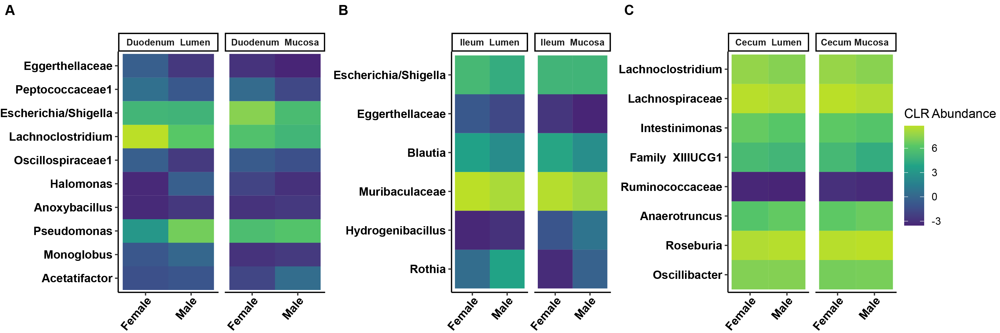 A
B
C
Duodenum Lumen
Duodenum Mucosa
Eggerthellaceae
Peptococcaceae1
Escherichia/Shigella
Lachnoclostridium
Oscillospiraceae1
Halomonas
Anoxybacillus
Pseudomonas
Monoglobus
Acetatifactor
Female
Male
Female
Male
Ileum Lumen
Ileum Mucosa
Escherichia/Shigella
Eggerthellaceae
Blautia
Muribaculaceae
Hydrogenibacillus
Rothia
Female
Male
Female
Male
Cecum Lumen
Cecum Mucosa
Lachnoclostridium
Lachnospiraceae
Intestinimonas
Family XIIIUCG1
Ruminococcaceae
Anaerotruncus
Roseburia
Oscillibacter
Female
Male
Female
Male
CLR Abundance
6
3
0
-3